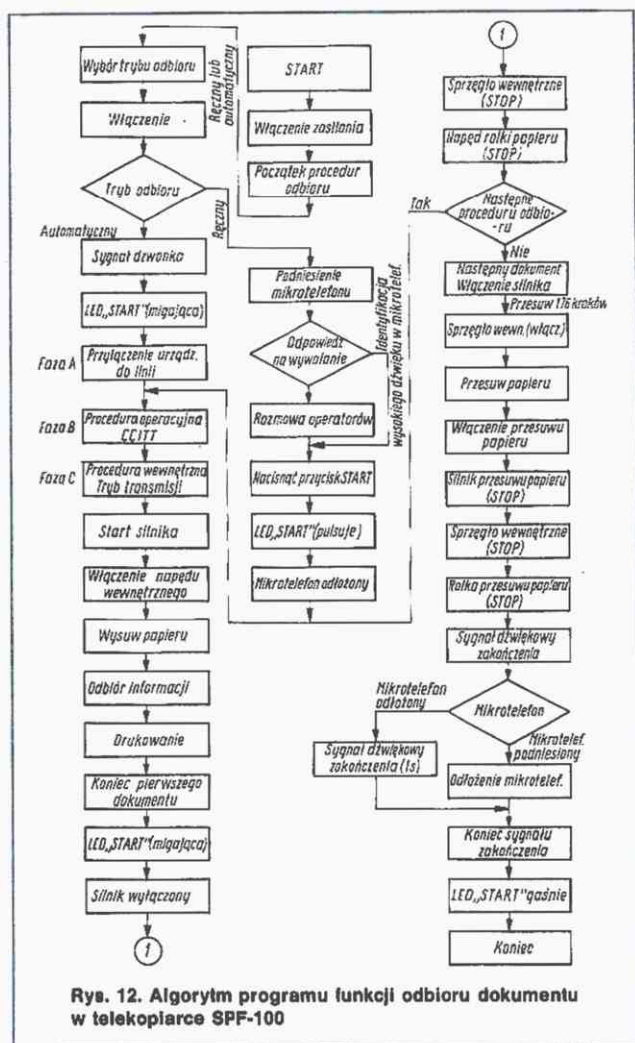 START
Włączenie zasilania
Początek procedur
odbioru
Ręczny lub
automatyczny
Wybór trybu odbioru
Włączenie
Tryb odbioru
Automatyczny
Ręczny
Sygnał dzwonka
LED„START"(migająca)
Faza A
Przyłączenie urządz.
do linii
Faza B
Procedura operacyjna
CCITT
Faza C
Procedura wewnętrzna
Tryb transmisji
Start silnika
Włączenie napędu
wewnętrznego
Wysuw papieru
Odbiór informacji
Drukowanie
Koniec pierwszego
dokumentu
LED„START"(migająca)
Silnik wyłączony
1
Podniesienie
mikrotelefonu
Odpowiedź
na wywołanie
Identyfikacja
wysokiego dźwięku w mikrotelef.
Rozmowa operatorów
Nacisnąć przycisk START
LED„START"(pulsuje)
Mikrotelefon odłożony
1
Sprzęgło wewnętrzne
(STOP)
Napęd rolki papieru
(STOP)
Następne
procedury odbio-
ru
Tak
Nie
Następny dokument
Włączenie silnika
Przesuw 176 kroków
Sprzęgło wewn.(włącz.)
Przesuw papieru
Włączenie przesuwu
papieru
Silnik przesuwu papieru
(STOP)
Sprzęgło wewnętrzne
(STOP)
Rolka przesuwu papieru
(STOP)
Sygnał dźwiękowy
zakończenia
Mikrotelefon
Mikrotelefon
odłożony
Mikrotelef.
podniesiony
Sygnał dźwiękowy
zakończenia (1s)
Odłożenie mikrotelef.
Koniec sygnału
zakończenia
LED„START"gaśnie
Koniec
Rys. 12. Algorytm programu funkcji odbioru dokumentu
w telekopiarce SPF-100